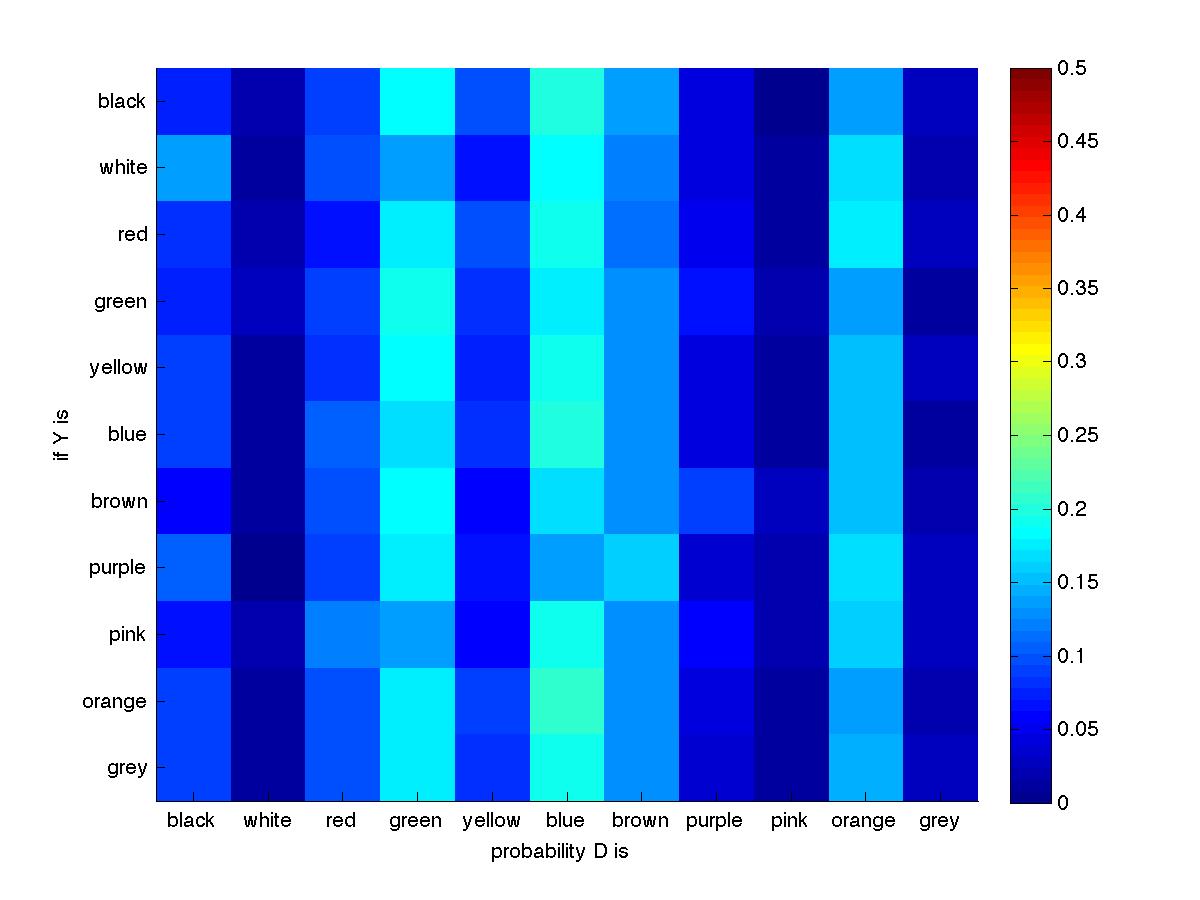 if Y is
black
white
red
green
yellow
blue
brown
purple
pink
orange
grey
black white red green yellow blue brown purple pink orange grey
probability D is
0.5
0.45
0.4
0.35
0.3
0.25
0.2
0.15
0.1
0.05
0